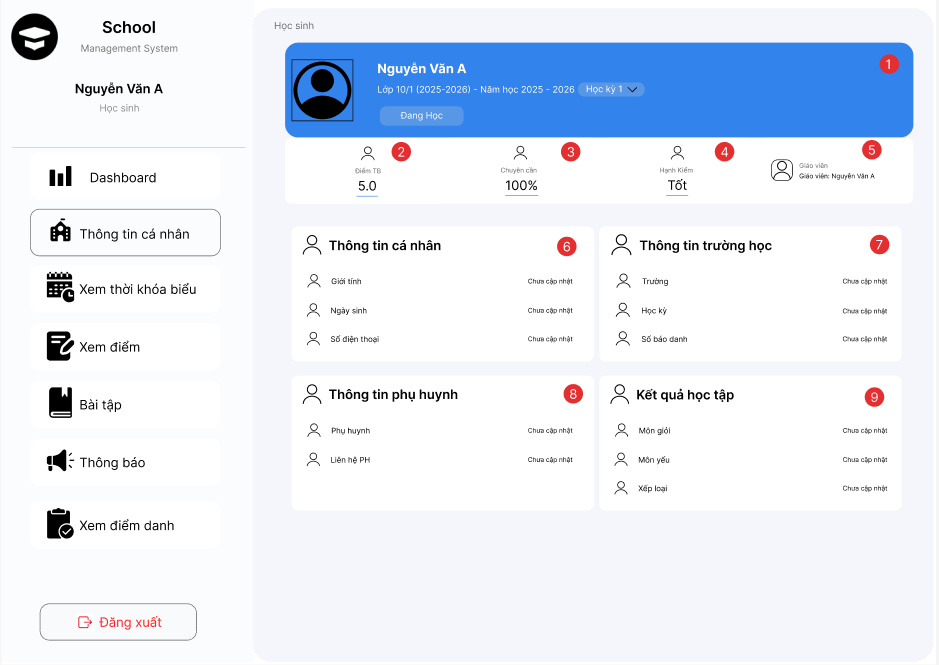 School
Management System
Nguyễn Văn A
Học sinh
Dashboard
Thông tin cá nhân
Xem thời khóa biểu
Xem điểm
Bài tập
Thông báo
Xem điểm danh
Đăng xuất
Học sinh
Nguyễn Văn A
1
Lớp 10/1 (2025-2026) - Năm học 2025 - 2026 Học kỳ 1
Đang Học
2
Điểm TB
5.0
3
Chuyên cần
100%
4
Hạnh Kiểm
Tốt
5
Giáo viên
Giáo viên: Nguyễn Văn A
Thông tin cá nhân 6
Giới tính Chưa cập nhật
Ngày sinh Chưa cập nhật
Số điện thoại Chưa cập nhật
Thông tin trường học 7
Trường Chưa cập nhật
Học kỳ Chưa cập nhật
Số báo danh Chưa cập nhật
Thông tin phụ huynh 8
Phụ huynh Chưa cập nhật
Liên hệ PH Chưa cập nhật
Kết quả học tập 9
Môn giỏi Chưa cập nhật
Môn yếu Chưa cập nhật
Xếp loại Chưa cập nhật